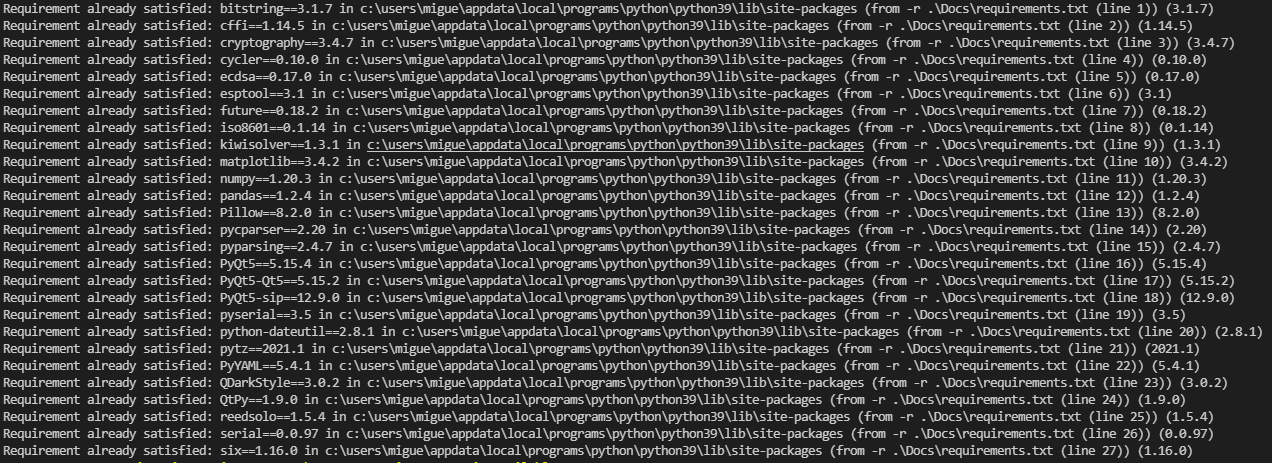 Requirement already satisfied: bitstring==3.1.7 in c:\users\migue\appdata\local\programs\python\python39\lib\site-packages (from -r .\Docs\requirements.txt (line 1)) (3.1.7)
Requirement already satisfied: cffi==1.14.5 in c:\users\migue\appdata\local\programs\python\python39\lib\site-packages (from -r .\Docs\requirements.txt (line 2)) (1.14.5)
Requirement already satisfied: cryptography==3.4.7 in c:\users\migue\appdata\local\programs\python\python39\lib\site-packages (from -r .\Docs\requirements.txt (line 3)) (3.4.7)
Requirement already satisfied: cycler==0.10.0 in c:\users\migue\appdata\local\programs\python\python39\lib\site-packages (from -r .\Docs\requirements.txt (line 4)) (0.10.0)
Requirement already satisfied: ecdsa==0.17.0 in c:\users\migue\appdata\local\programs\python\python39\lib\site-packages (from -r .\Docs\requirements.txt (line 5)) (0.17.0)
Requirement already satisfied: esptool==3.1 in c:\users\migue\appdata\local\programs\python\python39\lib\site-packages (from -r .\Docs\requirements.txt (line 6)) (3.1)
Requirement already satisfied: future==0.18.2 in c:\users\migue\appdata\local\programs\python\python39\lib\site-packages (from -r .\Docs\requirements.txt (line 7)) (0.18.2)
Requirement already satisfied: iso8601==0.1.14 in c:\users\migue\appdata\local\programs\python\python39\lib\site-packages (from -r .\Docs\requirements.txt (line 8)) (0.1.14)
Requirement already satisfied: kiwisolver==1.3.1 in c:\users\migue\appdata\local\programs\python\python39\lib\site-packages (from -r .\Docs\requirements.txt (line 9)) (1.3.1)
Requirement already satisfied: matplotlib==3.4.2 in c:\users\migue\appdata\local\programs\python\python39\lib\site-packages (from -r .\Docs\requirements.txt (line 10)) (3.4.2)
Requirement already satisfied: numpy==1.20.3 in c:\users\migue\appdata\local\programs\python\python39\lib\site-packages (from -r .\Docs\requirements.txt (line 11)) (1.20.3)
Requirement already satisfied: pandas==1.2.4 in c:\users\migue\appdata\local\programs\python\python39\lib\site-packages (from -r .\Docs\requirements.txt (line 12)) (1.2.4)
Requirement already satisfied: Pillow==8.2.0 in c:\users\migue\appdata\local\programs\python\python39\lib\site-packages (from -r .\Docs\requirements.txt (line 13)) (8.2.0)
Requirement already satisfied: pycparser==2.20 in c:\users\migue\appdata\local\programs\python\python39\lib\site-packages (from -r .\Docs\requirements.txt (line 14)) (2.20)
Requirement already satisfied: pyparsing==2.4.7 in c:\users\migue\appdata\local\programs\python\python39\lib\site-packages (from -r .\Docs\requirements.txt (line 15)) (2.4.7)
Requirement already satisfied: PyQt5==5.15.4 in c:\users\migue\appdata\local\programs\python\python39\lib\site-packages (from -r .\Docs\requirements.txt (line 16)) (5.15.4)
Requirement already satisfied: PyQt5-Qt5==5.15.2 in c:\users\migue\appdata\local\programs\python\python39\lib\site-packages (from -r .\Docs\requirements.txt (line 17)) (5.15.2)
Requirement already satisfied: PyQt5-sip==12.9.0 in c:\users\migue\appdata\local\programs\python\python39\lib\site-packages (from -r .\Docs\requirements.txt (line 18)) (12.9.0)
Requirement already satisfied: pyserial==3.5 in c:\users\migue\appdata\local\programs\python\python39\lib\site-packages (from -r .\Docs\requirements.txt (line 19)) (3.5)
Requirement already satisfied: python-dateutil==2.8.1 in c:\users\migue\appdata\local\programs\python\python39\lib\site-packages (from -r .\Docs\requirements.txt (line 20)) (2.8.1)
Requirement already satisfied: pytz==2021.1 in c:\users\migue\appdata\local\programs\python\python39\lib\site-packages (from -r .\Docs\requirements.txt (line 21)) (2021.1)
Requirement already satisfied: PyYAML==5.4.1 in c:\users\migue\appdata\local\programs\python\python39\lib\site-packages (from -r .\Docs\requirements.txt (line 22)) (5.4.1)
Requirement already satisfied: QDarkStyle==3.0.2 in c:\users\migue\appdata\local\programs\python\python39\lib\site-packages (from -r .\Docs\requirements.txt (line 23)) (3.0.2)
Requirement already satisfied: QtPy==1.9.0 in c:\users\migue\appdata\local\programs\python\python39\lib\site-packages (from -r .\Docs\requirements.txt (line 24)) (1.9.0)
Requirement already satisfied: reedsolo==1.5.4 in c:\users\migue\appdata\local\programs\python\python39\lib\site-packages (from -r .\Docs\requirements.txt (line 25)) (1.5.4)
Requirement already satisfied: serial==0.0.97 in c:\users\migue\appdata\local\programs\python\python39\lib\site-packages (from -r .\Docs\requirements.txt (line 26)) (0.0.97)
Requirement already satisfied: six==1.16.0 in c:\users\migue\appdata\local\programs\python\python39\lib\site-packages (from -r .\Docs\requirements.txt (line 27)) (1.16.0)